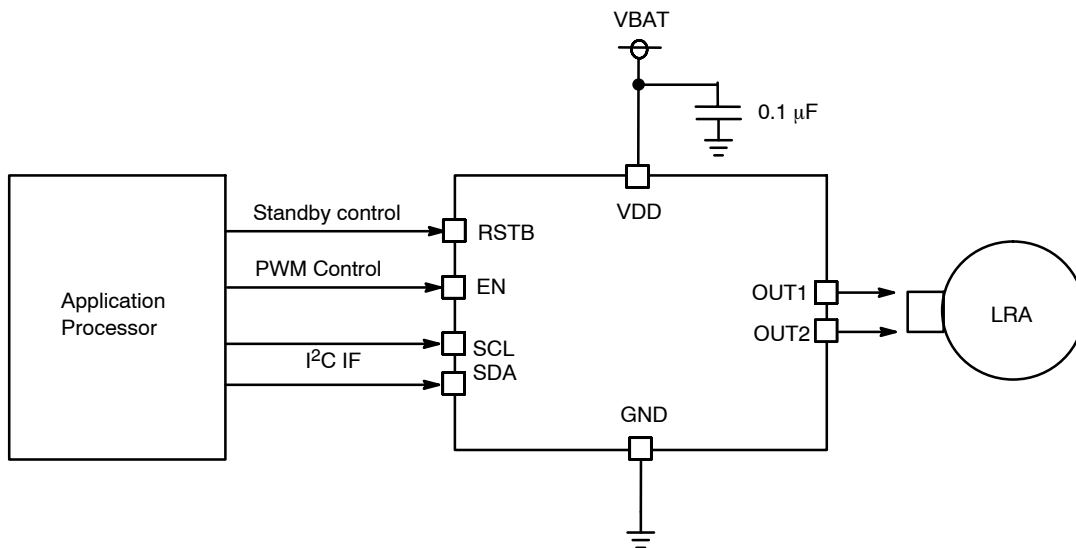 VBAT
0.1 μF
VDD
Standby control
RSTB
PWM Control
EN
Application
Processor
SCL
I²C IF
SDA
OUT1
OUT2
LRA
GND